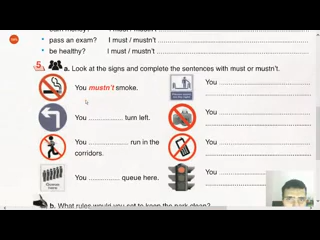 • pass an exam? I must / mustn't
• be healthy? I must / mustn't
5 a. Look at the signs and complete the sentences with must or mustn't.
You mustn't smoke.
You
You turn left.
You
You run in the
corridors.
You
You queue here.
You
b. What rules would you set to keep the park clean?